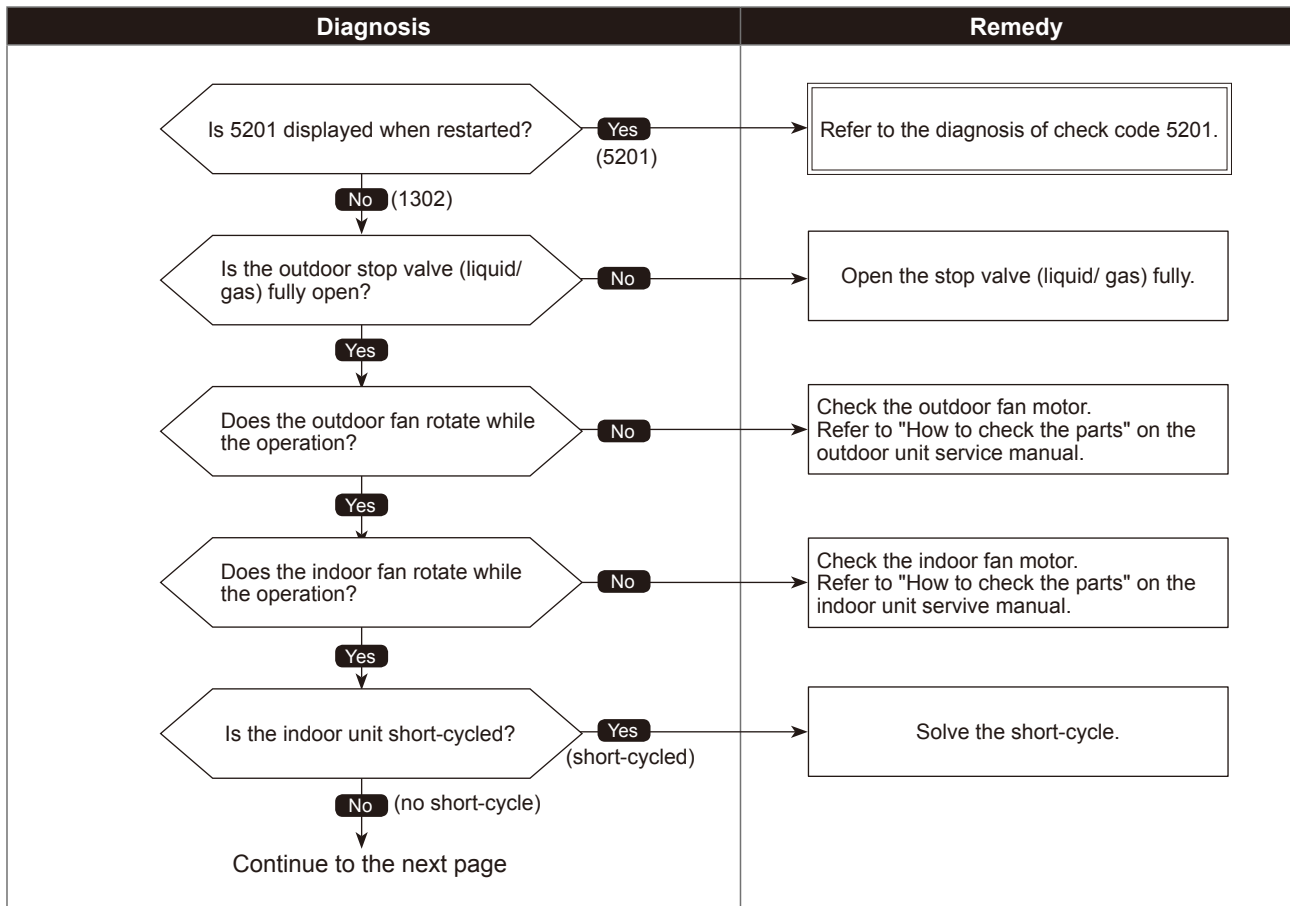 Diagnosis
Remedy
Is 5201 displayed when restarted?
Yes
(5201)
Refer to the diagnosis of check code 5201.
No (1302)
Is the outdoor stop valve (liquid/
gas) fully open?
No
Open the stop valve (liquid/ gas) fully.
Yes
Does the outdoor fan rotate while
the operation?
No
Check the outdoor fan motor.
Refer to "How to check the parts" on the
outdoor unit service manual.
Yes
Does the indoor fan rotate while
the operation?
No
Check the indoor fan motor.
Refer to "How to check the parts" on the
indoor unit servive manual.
Yes
Is the indoor unit short-cycled?
Yes
(short-cycled)
Solve the short-cycle.
No (no short-cycle)
Continue to the next page